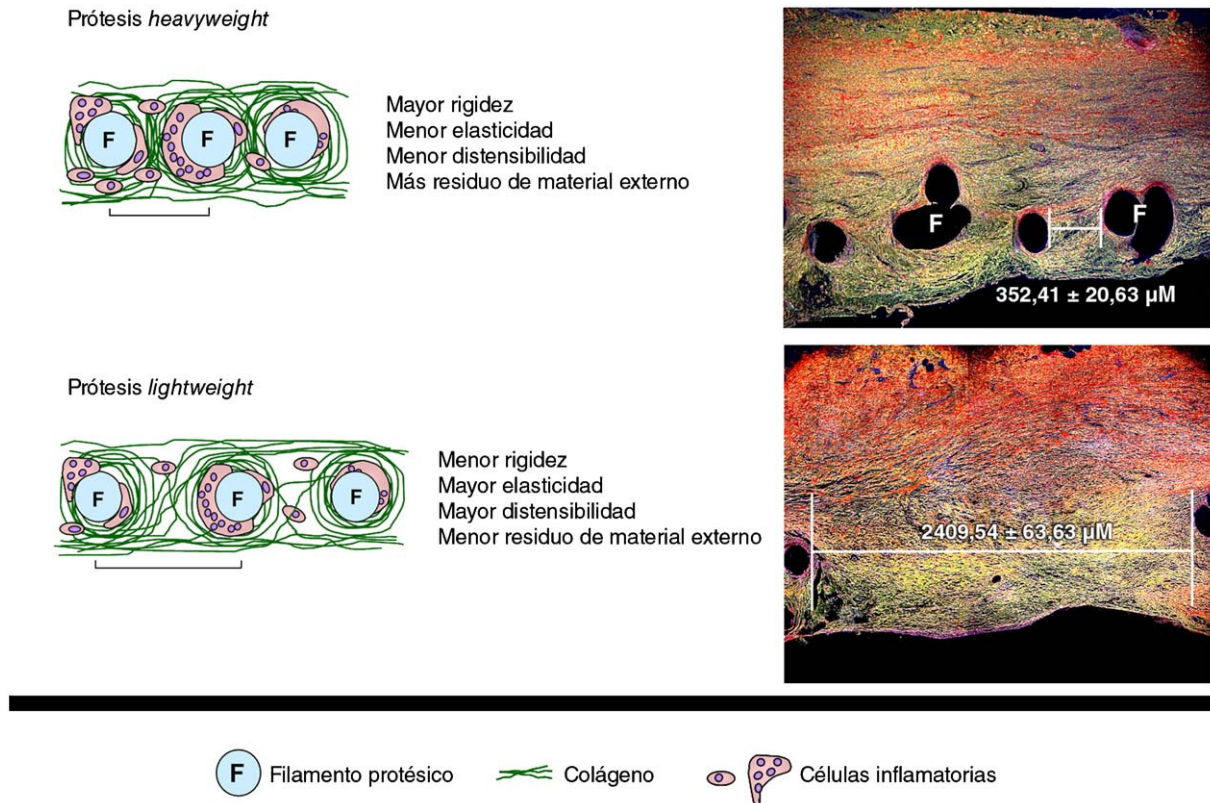 Prótesis heavyweight
F
F
F
Mayor rigidez
Menor elasticidad
Menor distensibilidad
Más residuo de material externo
F
F
352,41 ± 20,63 µM
Prótesis lightweight
F
F
F
Menor rigidez
Mayor elasticidad
Mayor distensibilidad
Menor residuo de material externo
2409,54 ± 63,63 µM
F Filamento protésico
Colágeno
Células inflamatorias